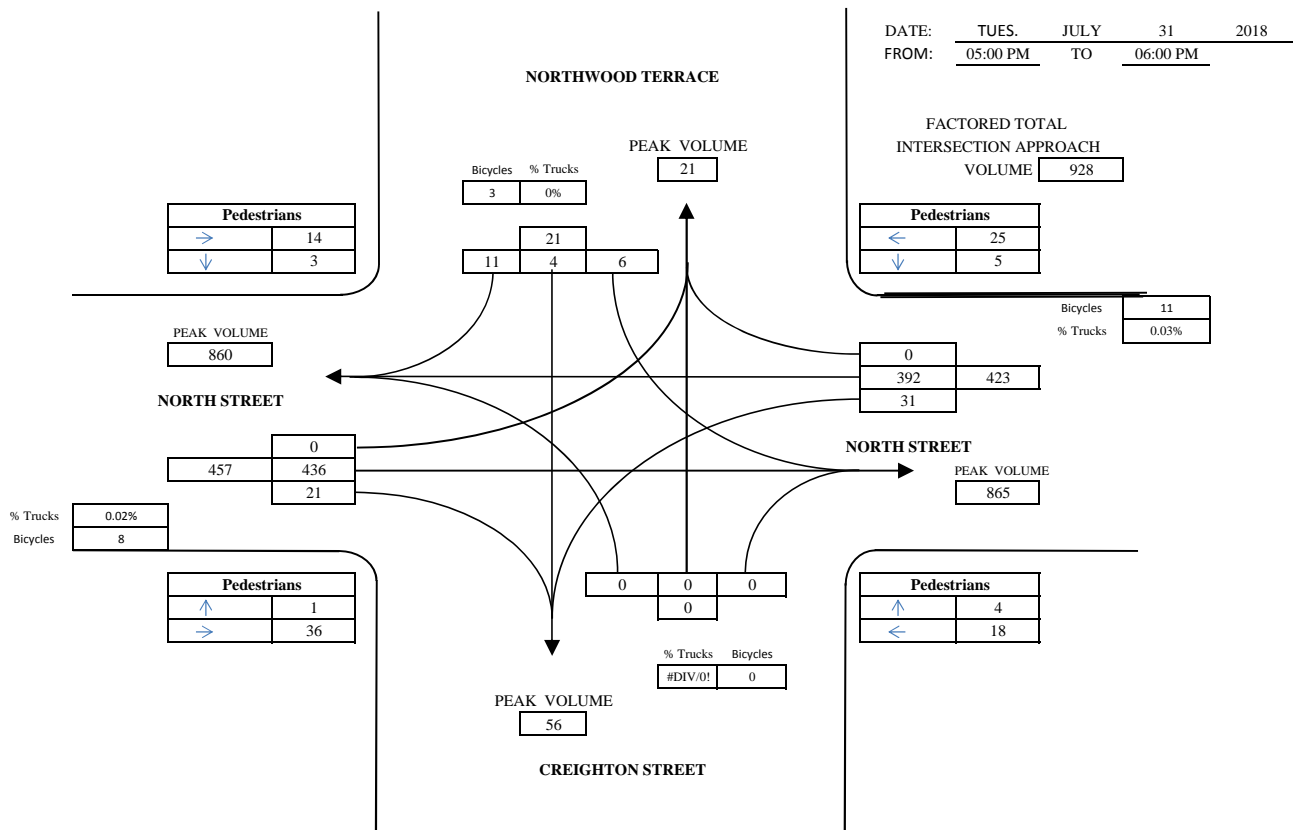 DATE: TUES. JULY 31 2018
FROM: 05:00 PM TO 06:00 PM
NORTHWOOD TERRACE
FACTORED TOTAL
INTERSECTION APPROACH
VOLUME 928
PEAK VOLUME
21
Bicycles % Trucks
3 0%
Pedestrians
→ 14
↓ 3
21
11 4 6
Pedestrians
← 25
↓ 5
Bicycles 11
% Trucks 0.03%
PEAK VOLUME
860
0
392 423
31
NORTH STREET
0
457 436
21
NORTH STREET
PEAK VOLUME
865
% Trucks 0.02%
Bicycles 8
Pedestrians
↑ 1
→ 36
0 0 0
0
Pedestrians
↑ 4
← 18
% Trucks Bicycles
#DIV/0! 0
PEAK VOLUME
56
CREIGHTON STREET